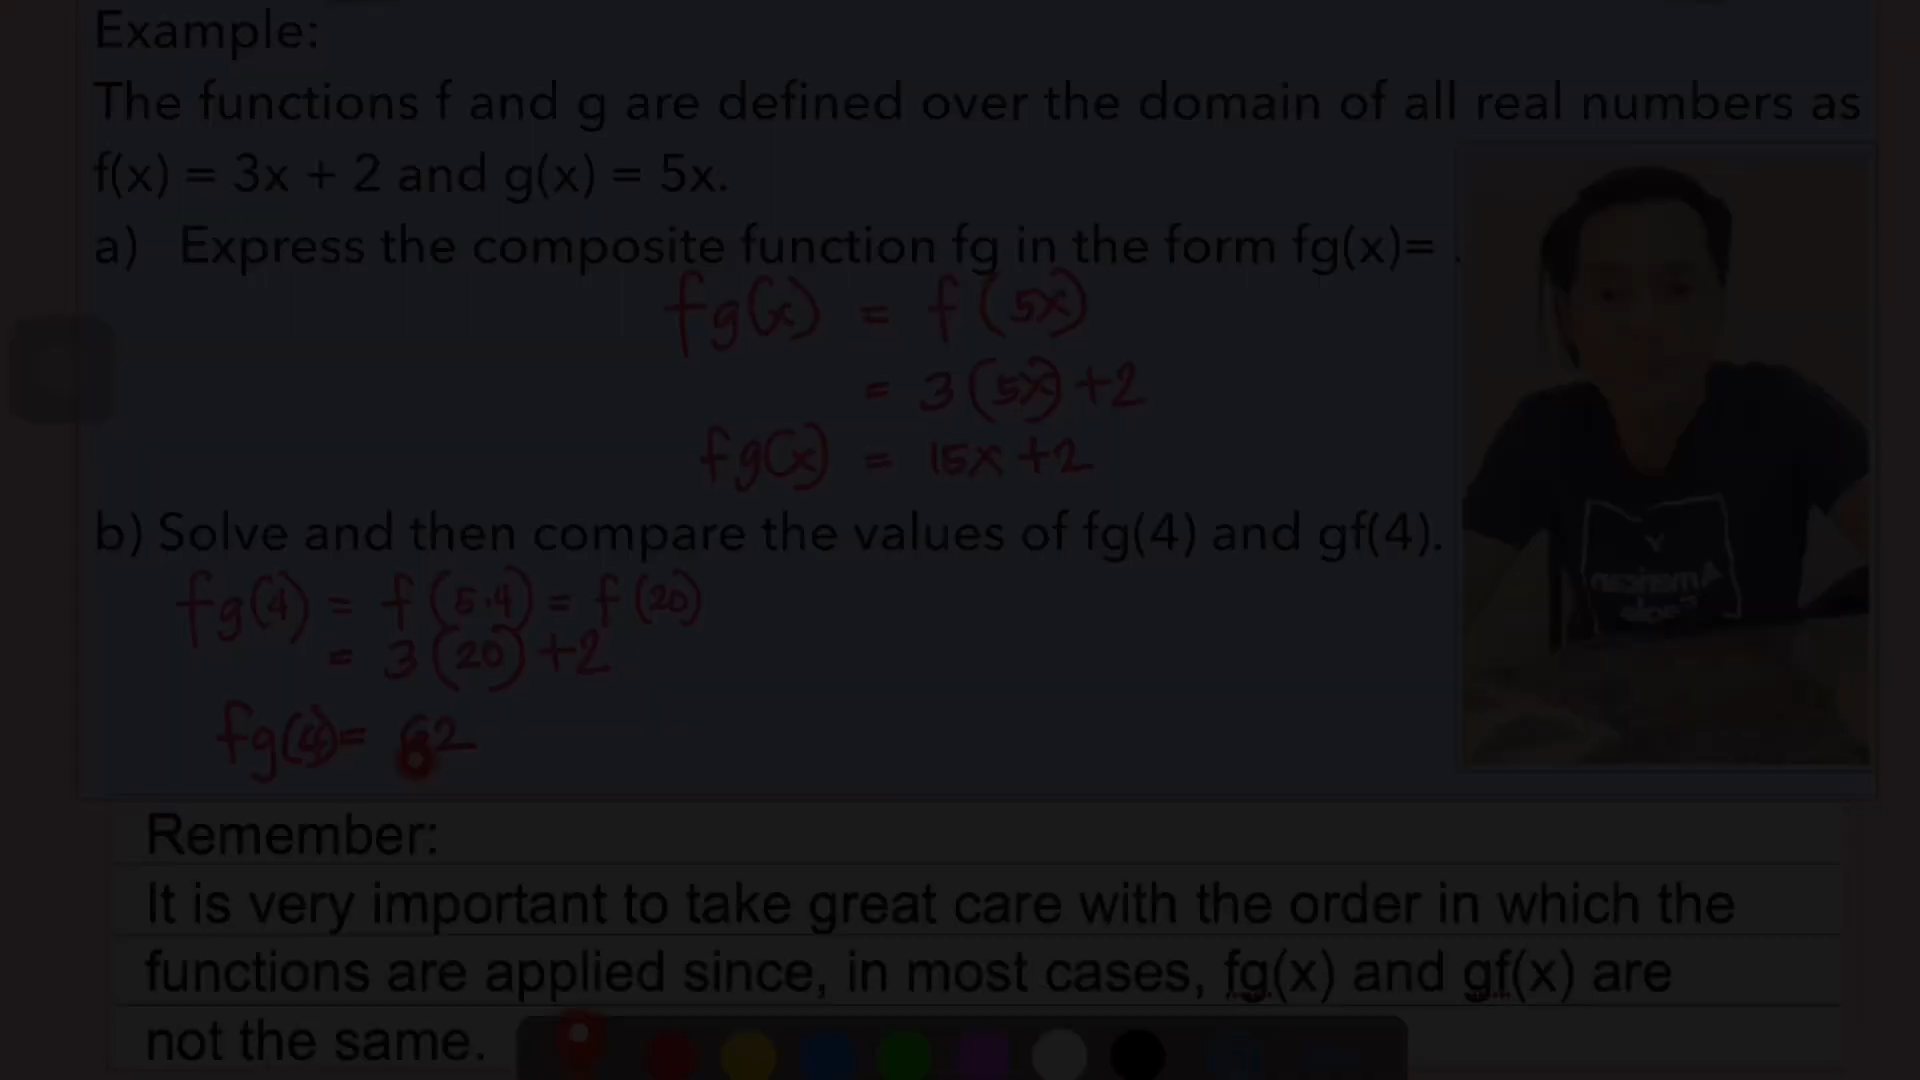 Example:
The functions f and g are defined over the domain of all real numbers as
f(x) = 3x + 2 and g(x) = 5x.
a) Express the composite function fg in the form fg(x)= .
fg(x) = f(5x)
= 3(5x)+2
fg(x) = 15x+2
b) Solve and then compare the values of fg(4) and gf(4).
fg(4) = f(5·4) = f(20)
= 3(20)+2
fg(4)= 62
Remember:
It is very important to take great care with the order in which the
functions are applied since, in most cases, fg(x) and gf(x) are
not the same.